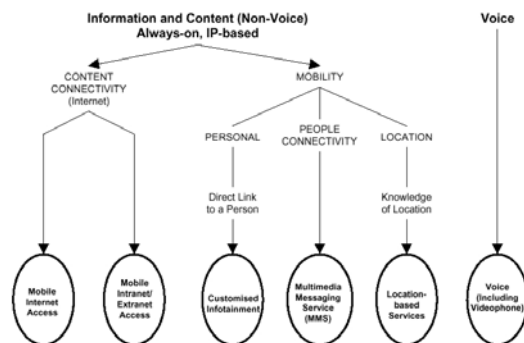 Information and Content (Non-Voice)
Always-on, IP-based
Voice
CONTENT
CONNECTIVITY
(Internet)
MOBILITY
PERSONAL
PEOPLE
CONNECTIVITY
LOCATION
Direct Link
to a Person
Knowledge
of Location
Mobile
Internet
Access
Mobile
Intranet/
Extranet
Access
Customised
Infotainment
Multimedia
Messaging
Service
(MMS)
Location-
based
Services
Voice
(Including
Videophone)